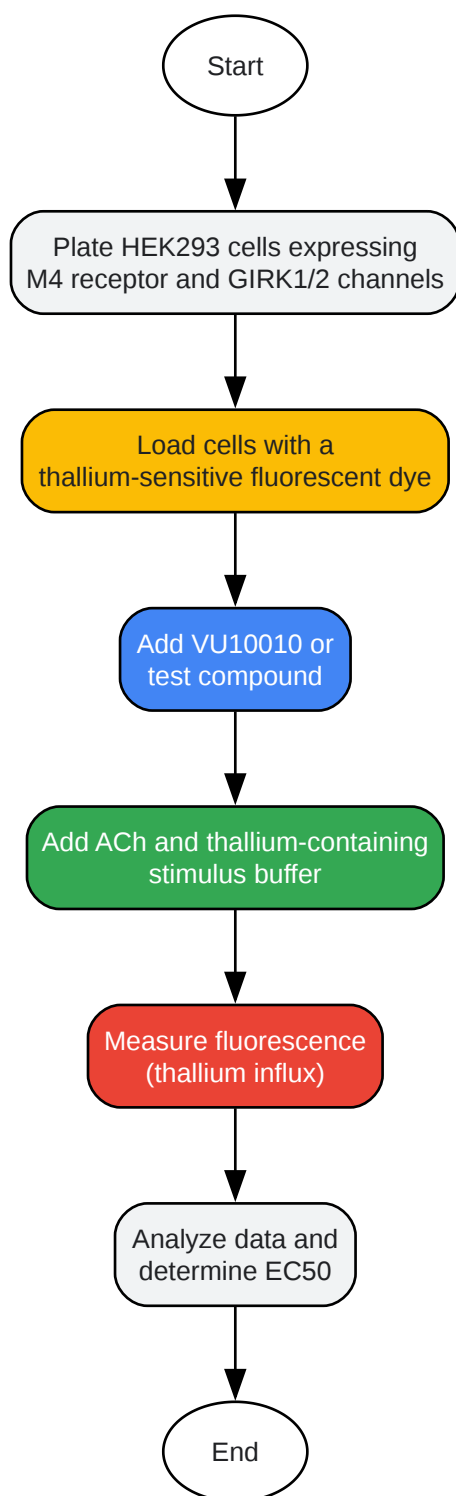 Start
Plate HEK293 cells expressing
M4 receptor and GIRK1/2 channels
Load cells with a
thallium-sensitive fluorescent dye
Add VU10010 or
test compound
Add ACh and thallium-containing
stimulus buffer
Measure fluorescence
(thallium influx)
Analyze data and
determine EC50
End